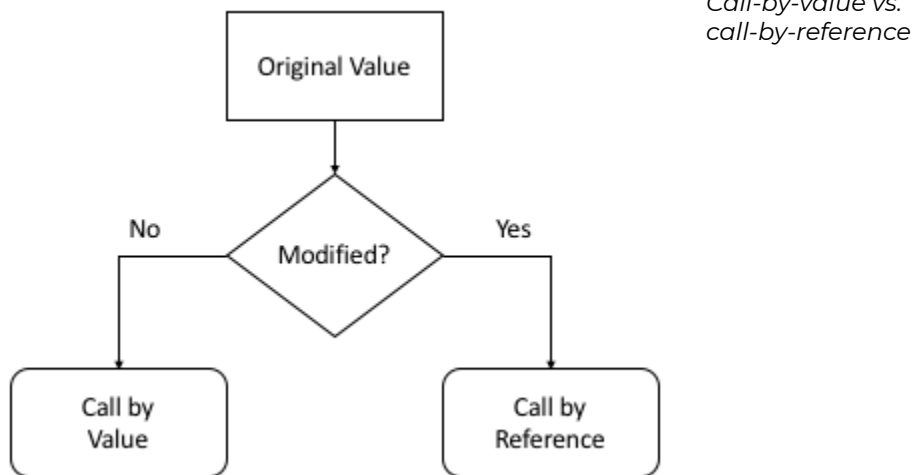 Call-by-value vs.
call-by-reference
Original Value
Modified?
No
Yes
Call by
Value
Call by
Reference